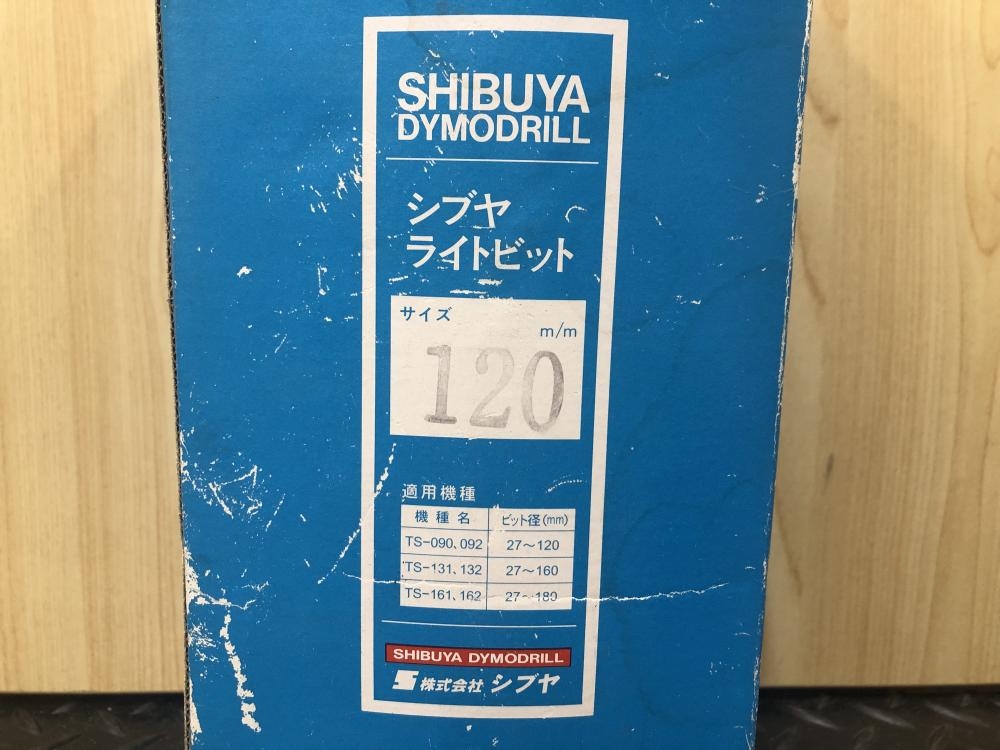 SHIBUYA
DYMODRILL
シブヤ
ライトビット
サイズ
m/m
120
適用機種
機種名 ビット径(mm)
TS-090、092 27～120
TS-131、132 27～160
TS-161、162 27～180
SHIBUYA DYMODRILL
株式会社 シブヤ